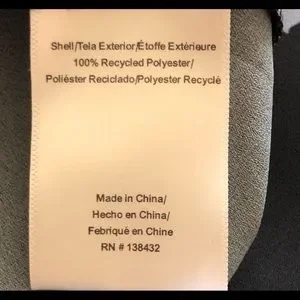 Shell/Tela Exterior/Étoffe Extérieure
100% Recycled Polyester/
Poliéster Reciclado/Polyester Recyclé
Made in China/
Hecho en China/
Fabriqué en Chine
RN # 138432